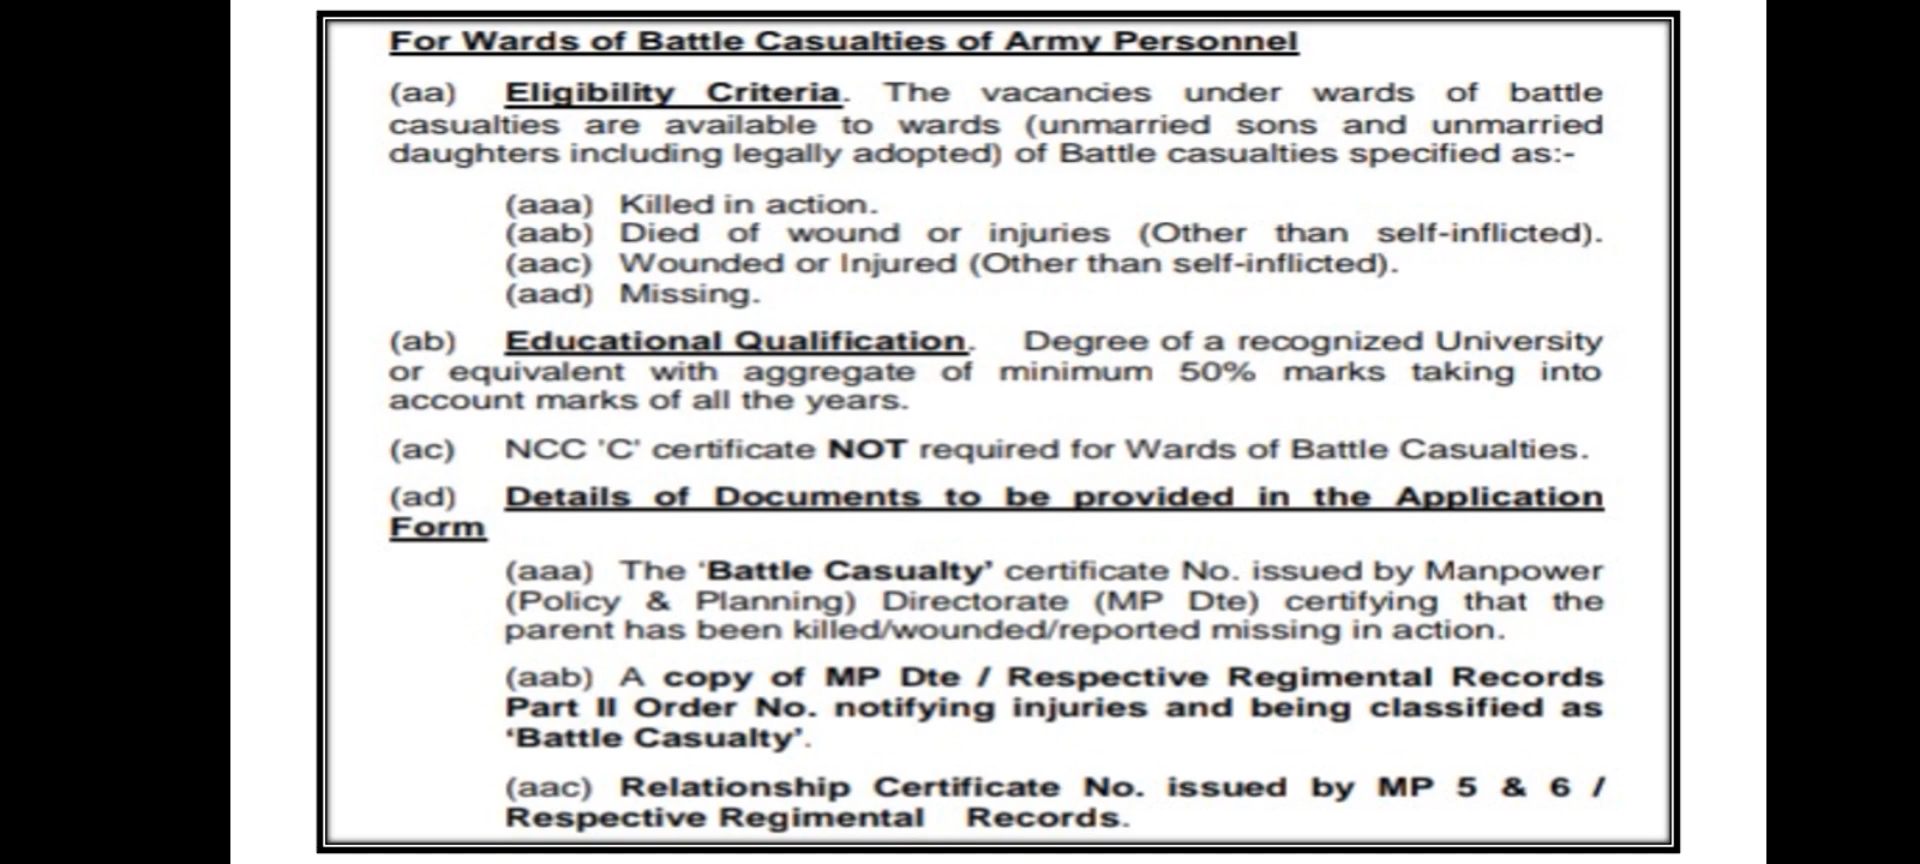 For Wards of Battle Casualties of Army Personnel
(aa) Eligibility Criteria. The vacancies under wards of battle
casualties are available to wards (unmarried sons and unmarried
daughters including legally adopted) of Battle casualties specified as:-
(aaa) Killed in action.
(aab) Died of wound or injuries (Other than self-inflicted).
(aac) Wounded or Injured (Other than self-inflicted).
(aad) Missing.
(ab) Educational Qualification. Degree of a recognized University
or equivalent with aggregate of minimum 50% marks taking into
account marks of all the years.
(ac) NCC 'C' certificate NOT required for Wards of Battle Casualties.
(ad) Details of Documents to be provided in the Application
Form
(aaa) The ‘Battle Casualty’ certificate No. issued by Manpower
(Policy & Planning) Directorate (MP Dte) certifying that the
parent has been killed/wounded/reported missing in action.
(aab) A copy of MP Dte / Respective Regimental Records
Part II Order No. notifying injuries and being classified as
‘Battle Casualty’.
(aac) Relationship Certificate No. issued by MP 5 & 6 /
Respective Regimental Records.